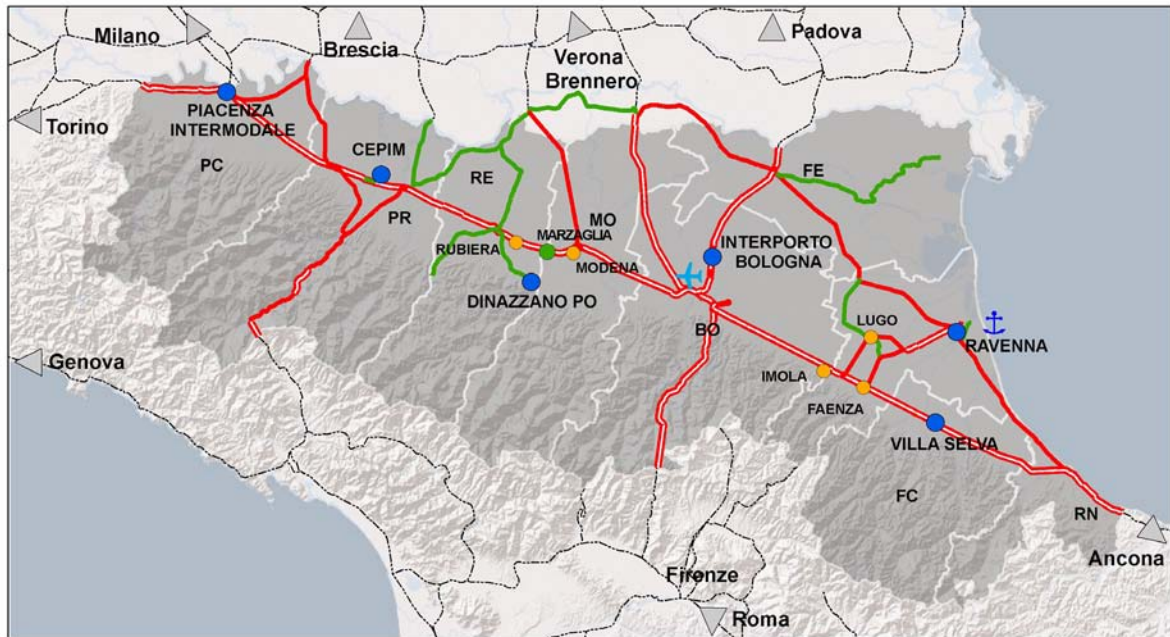 Milano
Brescia
Verona
Brennero
Padova
Torino
PIACENZA
INTERMODALE
CEPIM
PC
RE
FE
PR
MO
RUBIERA
MARZAGLIA
MODENA
INTERPORTO
BOLOGNA
DINAZZANO PO
BO
LUGO
RAVENNA
Genova
IMOLA
FAENZA
VILLA SELVA
FC
RN
Ancona
Firenze
Roma